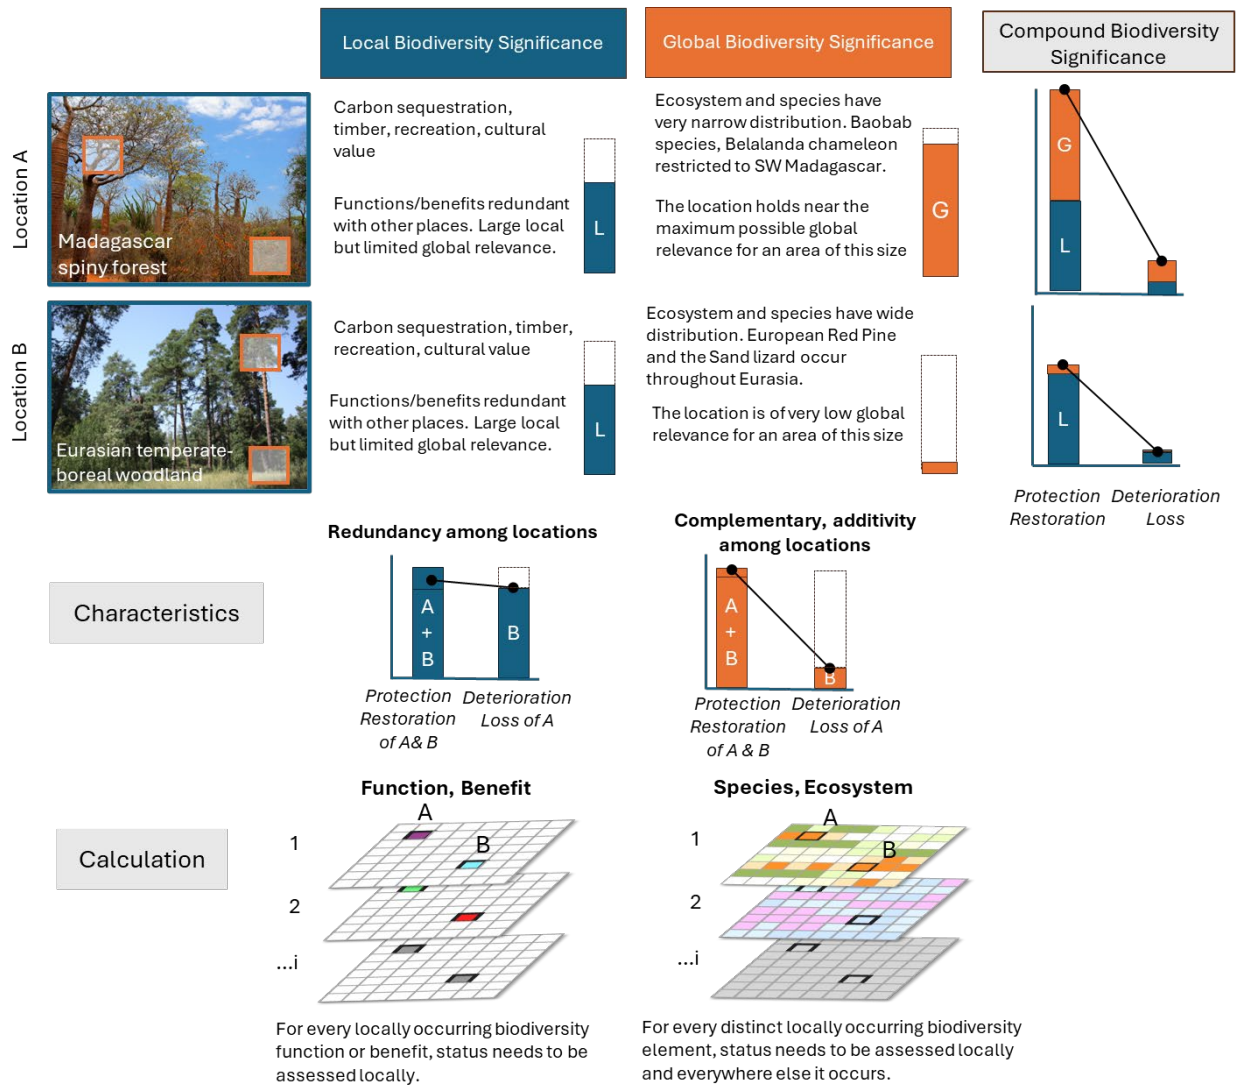 Local Biodiversity Significance
Global Biodiversity Significance
Compound Biodiversity
Significance
Location A
Madagascar
spiny forest
Carbon sequestration,
timber, recreation, cultural
value
Functions/benefits redundant
with other places. Large local
but limited global relevance.
L
Ecosystem and species have
very narrow distribution. Baobab
species, Belalanda chameleon
restricted to SW Madagascar.
The location holds near the
maximum possible global
relevance for an area of this size
G
G
L
Location B
Eurasian temperate-
boreal woodland
Carbon sequestration, timber,
recreation, cultural value
Functions/benefits redundant
with other places. Large local
but limited global relevance.
L
Ecosystem and species have wide
distribution. European Red Pine
and the Sand lizard occur
throughout Eurasia.
The location is of very low global
relevance for an area of this size
L
Protection
Restoration
Deterioration
Loss
Characteristics
Redundancy among locations
A
+
B
B
Protection
Restoration
of A& B
Deterioration
Loss of A
Complementary, additivity
among locations
A
+
B
B
Protection
Restoration
of A & B
Deterioration
Loss of A
Calculation
Function, Benefit
A
B
1
2
...i
For every locally occurring biodiversity
function or benefit, status needs to be
assessed locally.
Species, Ecosystem
A
B
1
2
...i
For every distinct locally occurring biodiversity
element, status needs to be assessed locally
and everywhere else it occurs.